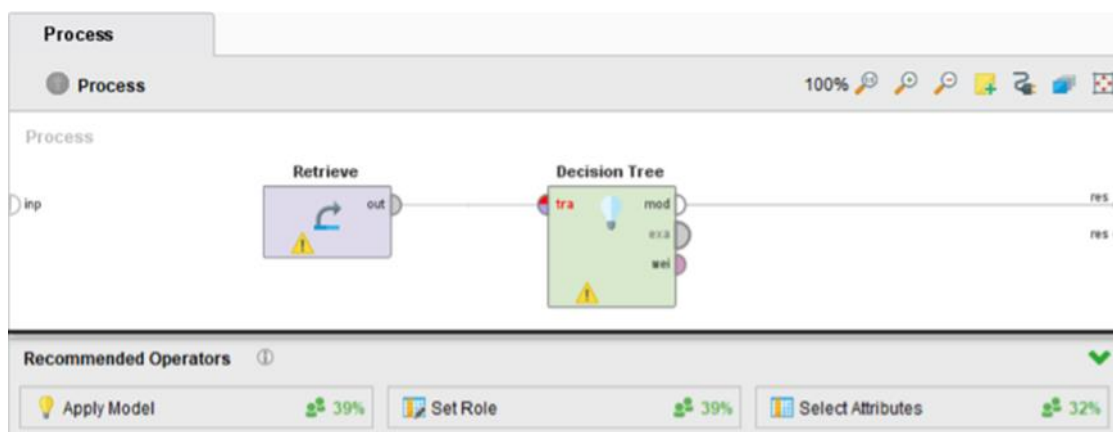 Process
Process
100%
Process
Retrieve
Decision Tree
inp
out
tra
mod
res
exa
res
wei
Recommended Operators
Apply Model
39%
Set Role
39%
Select Attributes
32%